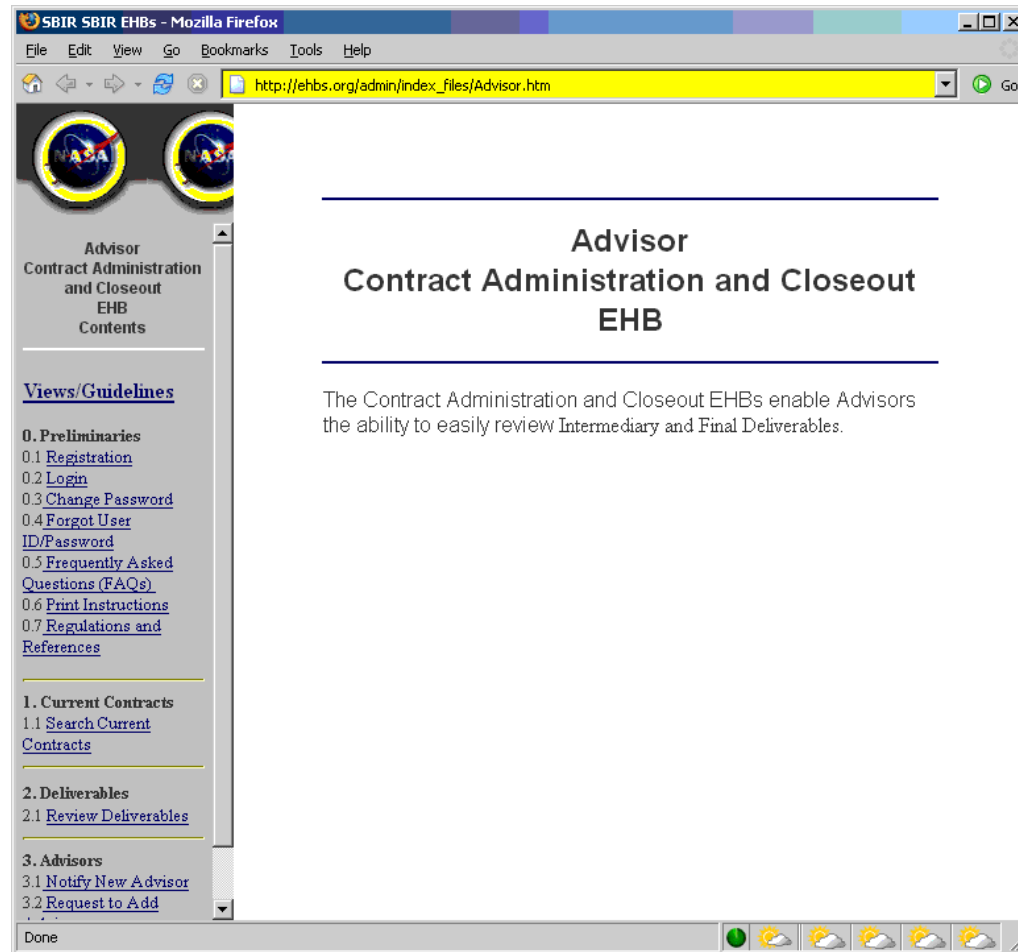 SBIR SBIR EHBs - Mozilla Firefox
File Edit View Go Bookmarks Tools Help
http://ehbs.org/admin/index_files/Advisor.htm
Go
NASA
NASA
Advisor
Contract Administration
and Closeout
EHB
Contents
Views/Guidelines
0. Preliminaries
0.1 Registration
0.2 Login
0.3 Change Password
0.4 Forgot User
ID/Password
0.5 Frequently Asked
Questions (FAQs)
0.6 Print Instructions
0.7 Regulations and
References
1. Current Contracts
1.1 Search Current
Contracts
2. Deliverables
2.1 Review Deliverables
3. Advisors
3.1 Notify New Advisor
3.2 Request to Add
Advisor
Contract Administration and Closeout
EHB
The Contract Administration and Closeout EHBs enable Advisors
the ability to easily review Intermediary and Final Deliverables.
Done